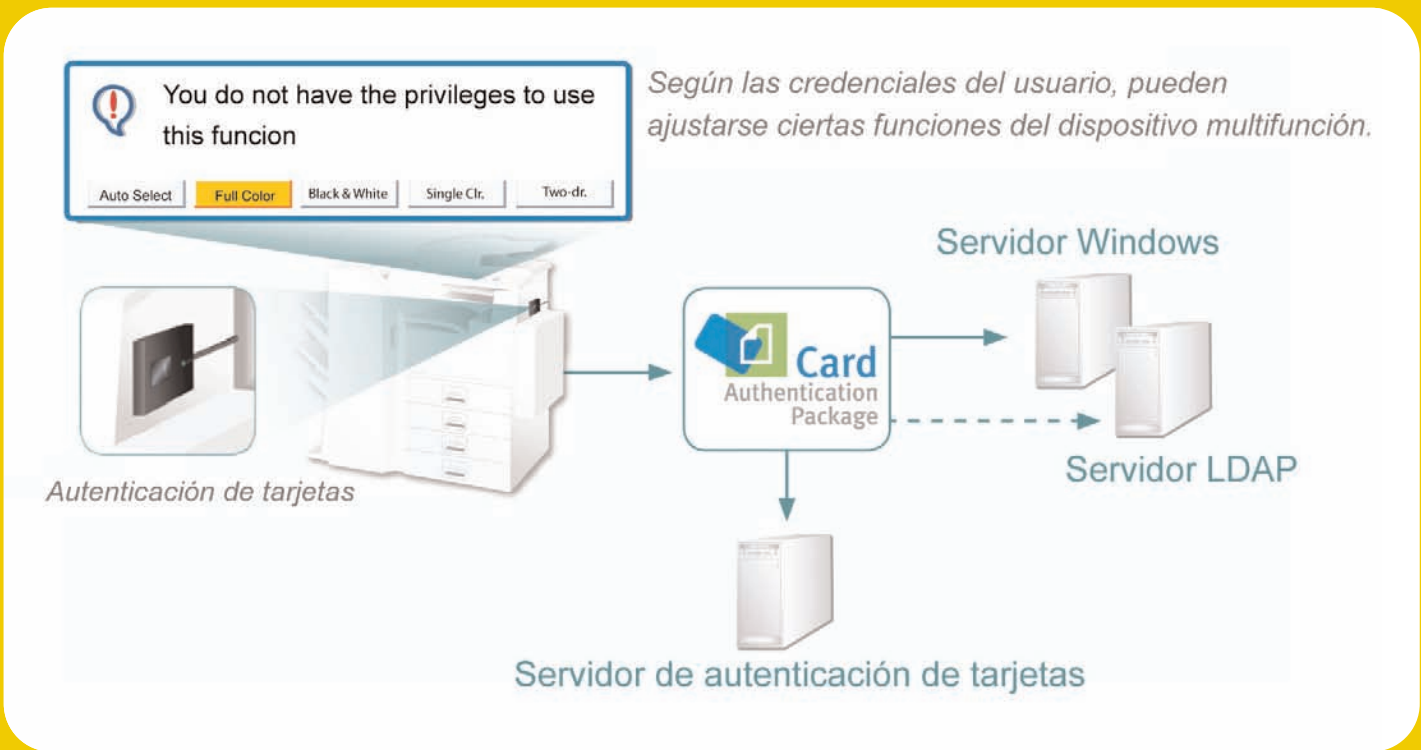 You do not have the privileges to use
this funcion
Auto Select
Full Color
Black & White
Single Clr.
Two-dr.
Según las credenciales del usuario, pueden
ajustarse ciertas funciones del dispositivo multifunción.
Servidor Windows
Card
Authentication
Package
Servidor LDAP
Autenticación de tarjetas
Servidor de autenticación de tarjetas